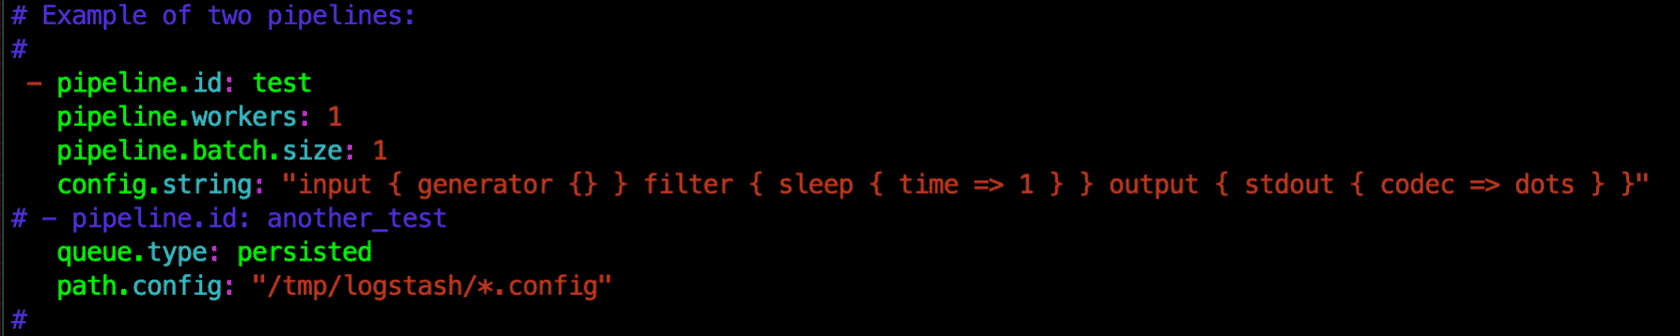 # Example of two pipelines:
#
 - pipeline.id: test
   pipeline.workers: 1
   pipeline.batch.size: 1
   config.string: "input { generator {} } filter { sleep { time => 1 } } output { stdout { codec => dots } }"
# - pipeline.id: another_test
   queue.type: persisted
   path.config: "/tmp/logstash/*.config"
#